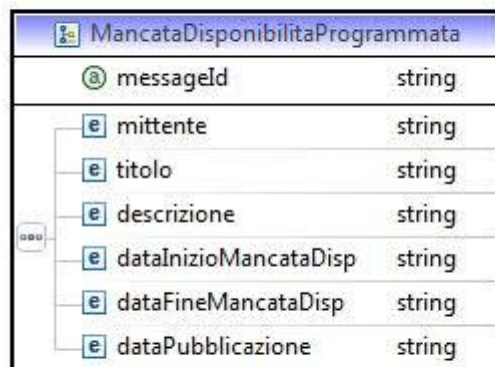 MancataDisponibilitaProgrammata
a messageId string
e mittente string
e titolo string
e descrizione string
e dataInizioMancataDisp string
e dataFineMancataDisp string
e dataPubblicazione string